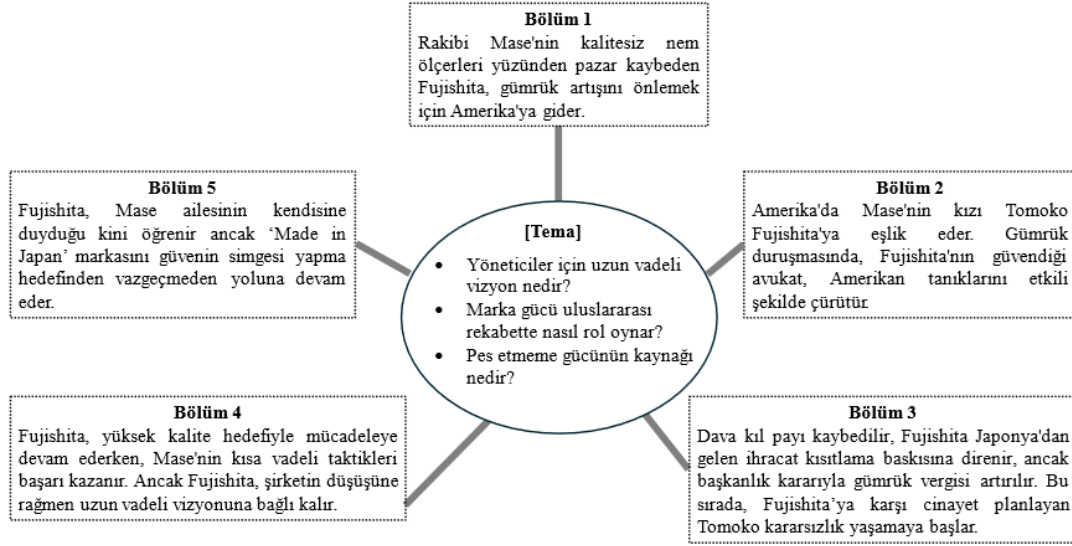 Bölüm 1
Rakibi Mase'nin kalitesiz nem
ölçerleri yüzünden pazar kaybeden
Fujishita, gümrük artışını önlemek
için Amerika'ya gider.
Bölüm 5
Fujishita, Mase ailesinin kendisine
duyduğu kini öğrenir ancak ‘Made in
Japan’ markasını güvenin simgesi yapma
hedefinden vazgeçmeden yoluna devam
eder.
Bölüm 2
Amerika'da Mase'nin kızı Tomoko
Fujishita'ya eşlik eder. Gümrük
duruşmasında, Fujishita'nın güvendiği
avukat, Amerikan tanıklarını etkili
şekilde çürütür.
[Tema]
• Yöneticiler için uzun vadeli
vizyon nedir?
• Marka gücü uluslararası
rekabette nasıl rol oynar?
• Pes etmeme gücünün kaynağı
nedir?
Bölüm 4
Fujishita, yüksek kalite hedefiyle mücadeleye
devam ederken, Mase'nin kısa vadeli taktikleri
başarı kazanır. Ancak Fujishita, şirketin düşüşüne
rağmen uzun vadeli vizyonuna bağlı kalır.
Bölüm 3
Dava kıl payı kaybedilir, Fujishita Japonya'dan
gelen ihracat kısıtlama baskısına direnir, ancak
başkanlık kararıyla gümrük vergisi artırılır. Bu
sırada, Fujishita’ya karşı cinayet planlayan
Tomoko kararsızlık yaşamaya başlar.